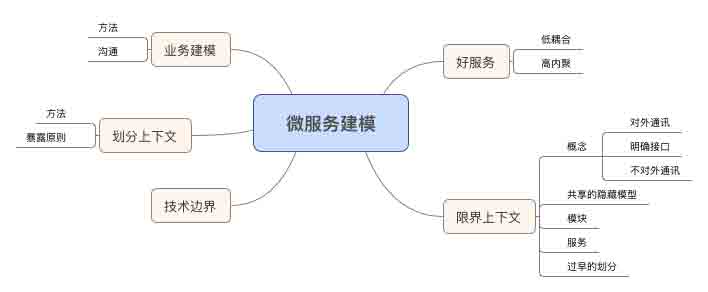 微服务建模
好服务
低耦合
高内聚
限界上下文
概念
对外通讯
明确接口
不对外通讯
共享的隐藏模型
模块
服务
过早的划分
业务建模
方法
沟通
划分上下文
方法
暴露原则
技术边界